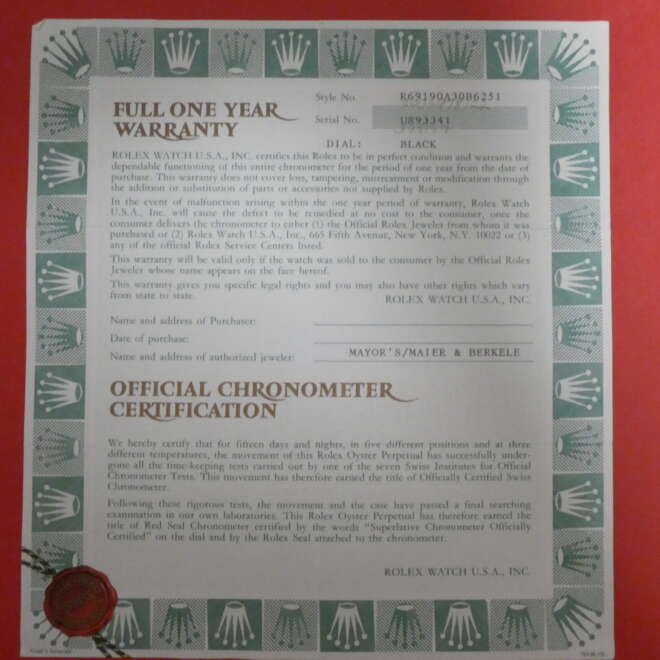 FULL ONE YEAR
WARRANTY
Style No. R69190A30B6251
Serial No. U893341
DIAL: BLACK
ROLEX WATCH U.S.A., INC. certifies this Rolex to be in perfect condition and warrants the
dependable functioning of this entire chronometer for the period of one year from the date of
purchase. This warranty does not cover loss, tampering, mistreatment or modification through
the addition or substitution of parts or accessories not supplied by Rolex.
In the event of malfunction arising within the one year period of warranty, Rolex Watch
U.S.A., Inc. will cause the defect to be remedied at no cost to the consumer, once the
consumer delivers the chronometer to either (1) the Official Rolex Jeweler from whom it was
purchased or (2) Rolex Watch U.S.A., Inc., 665 Fifth Avenue, New York, N.Y. 10022 or (3)
any of the official Rolex Service Centers listed.
This warranty will be valid only if the watch was sold to the consumer by the Official Rolex
Jeweler whose name appears on the face hereof.
This warranty gives you specific legal rights and you may also have other rights which vary
from state to state.
ROLEX WATCH U.S.A., INC.
Name and address of Purchaser:
Date of purchase:
Name and address of authorized jeweler: MAYOR'S/MAIER & BERKELE
OFFICIAL CHRONOMETER
CERTIFICATION
We hereby certify that for fifteen days and nights, in five different positions and at three
different temperatures, the movement of this Rolex Oyster Perpetual has successfully under-
gone all the time-keeping tests carried out by one of the seven Swiss Institutes for Official
Chronometer Tests. This movement has therefore earned the title of Officially Certified Swiss
Chronometer.
Following these rigorous tests, the movement and the case have passed a final searching
examination in our own laboratories. This Rolex Oyster Perpetual has therefore earned the
title of Red Seal Chronometer certified by the words "Superlative Chronometer Officially
Certified" on the dial and by the Rolex Seal attached to the chronometer.
ROLEX WATCH U.S.A., INC.